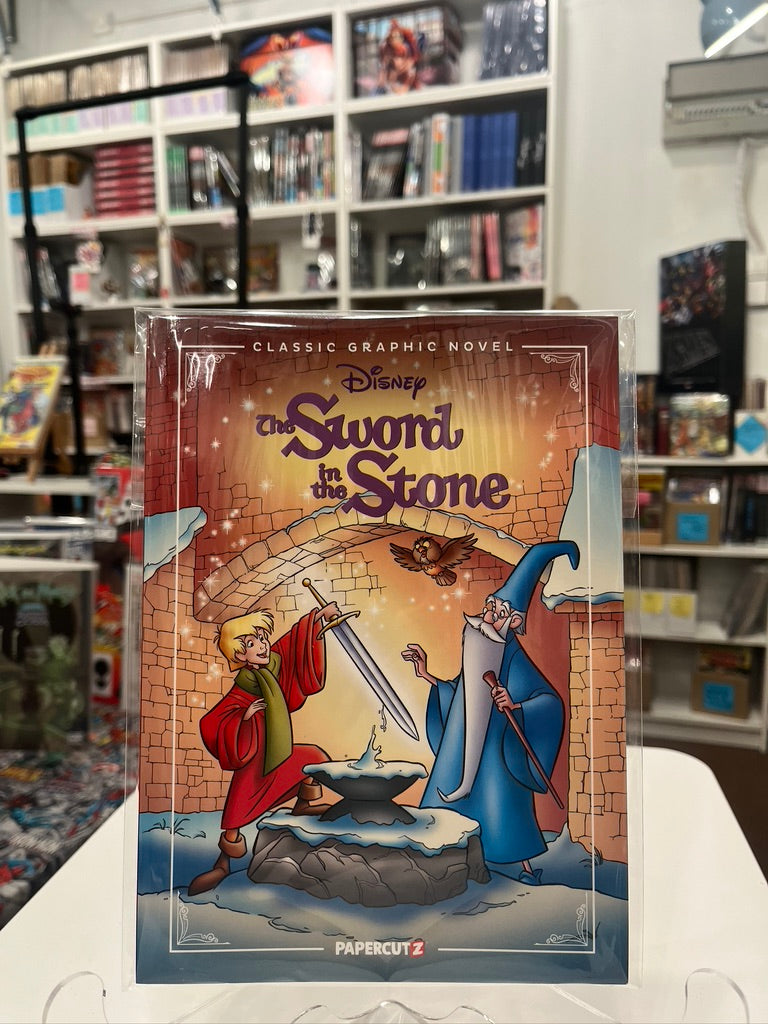 CLASSIC GRAPHIC NOVEL
Disney
The Sword
in the Stone
PAPERCUTZ